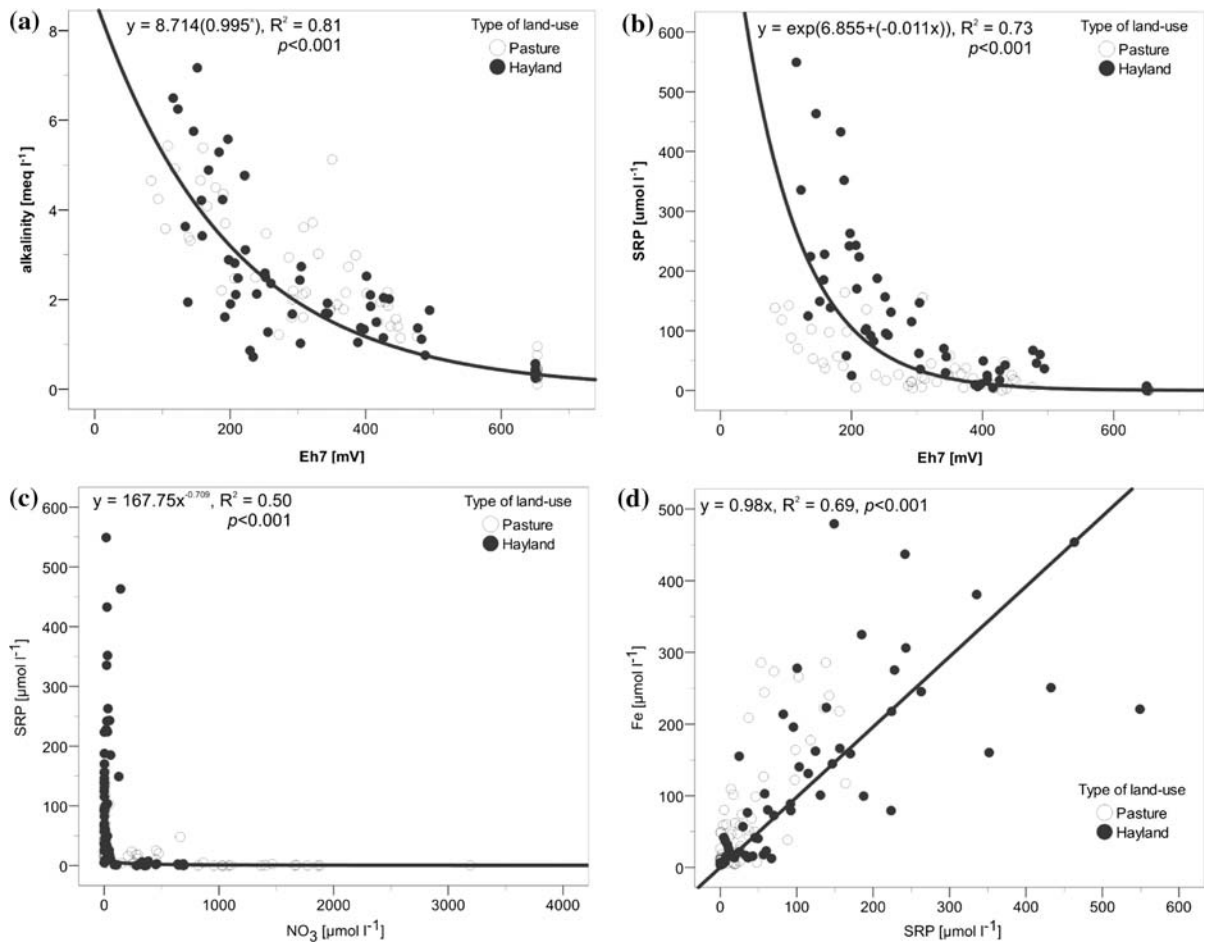 (a)
y = 8.714(0.995ˣ), R² = 0.81
p<0.001
Type of land-use
Pasture
Hayland
8
6
4
2
0
alkalinity [meq l⁻¹]
0 200 400 600
Eh7 [mV]
(b)
y = exp(6.855+(-0.011x)), R² = 0.73
p<0.001
Type of land-use
Pasture
Hayland
600
500
400
300
200
100
0
SRP [umol l⁻¹]
0 200 400 600
Eh7 [mV]
(c)
y = 167.75x⁻⁰·⁷⁰⁹, R² = 0.50
p<0.001
Type of land-use
Pasture
Hayland
600
500
400
300
200
100
0
SRP [µmol l⁻¹]
0 1000 2000 3000 4000
NO₃ [µmol l⁻¹]
(d)
y = 0.98x, R² = 0.69, p<0.001
500
400
300
200
100
0
Fe [µmol l⁻¹]
Type of land-use
Pasture
Hayland
0 100 200 300 400 500 600
SRP [µmol l⁻¹]